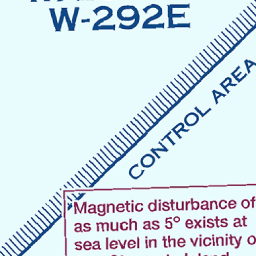 W-292E
CONTROL AREA
Magnetic disturbance of
as much as 5° exists at
sea level in the vicinity